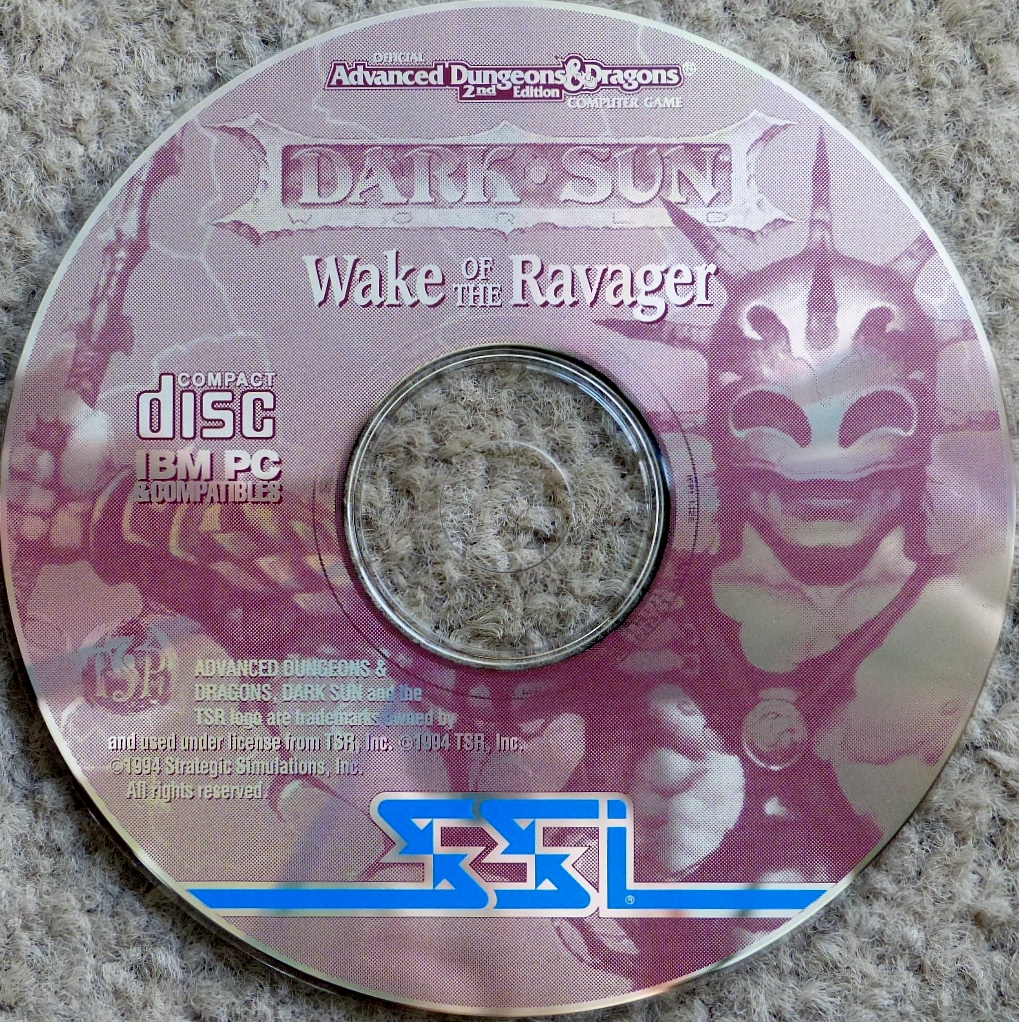 OFFICIAL
Advanced Dungeons & Dragons®
2nd Edition
COMPUTER GAME
DARK · SUN
WORLD
Wake OF THE Ravager
COMPACT
disc
IBM PC
& COMPATIBLES
TSR
ADVANCED DUNGEONS &
DRAGONS, DARK SUN and the
TSR logo are trademarks owned by
and used under license from TSR, Inc. ©1994 TSR, Inc.
©1994 Strategic Simulations, Inc.
All rights reserved.
SSI®